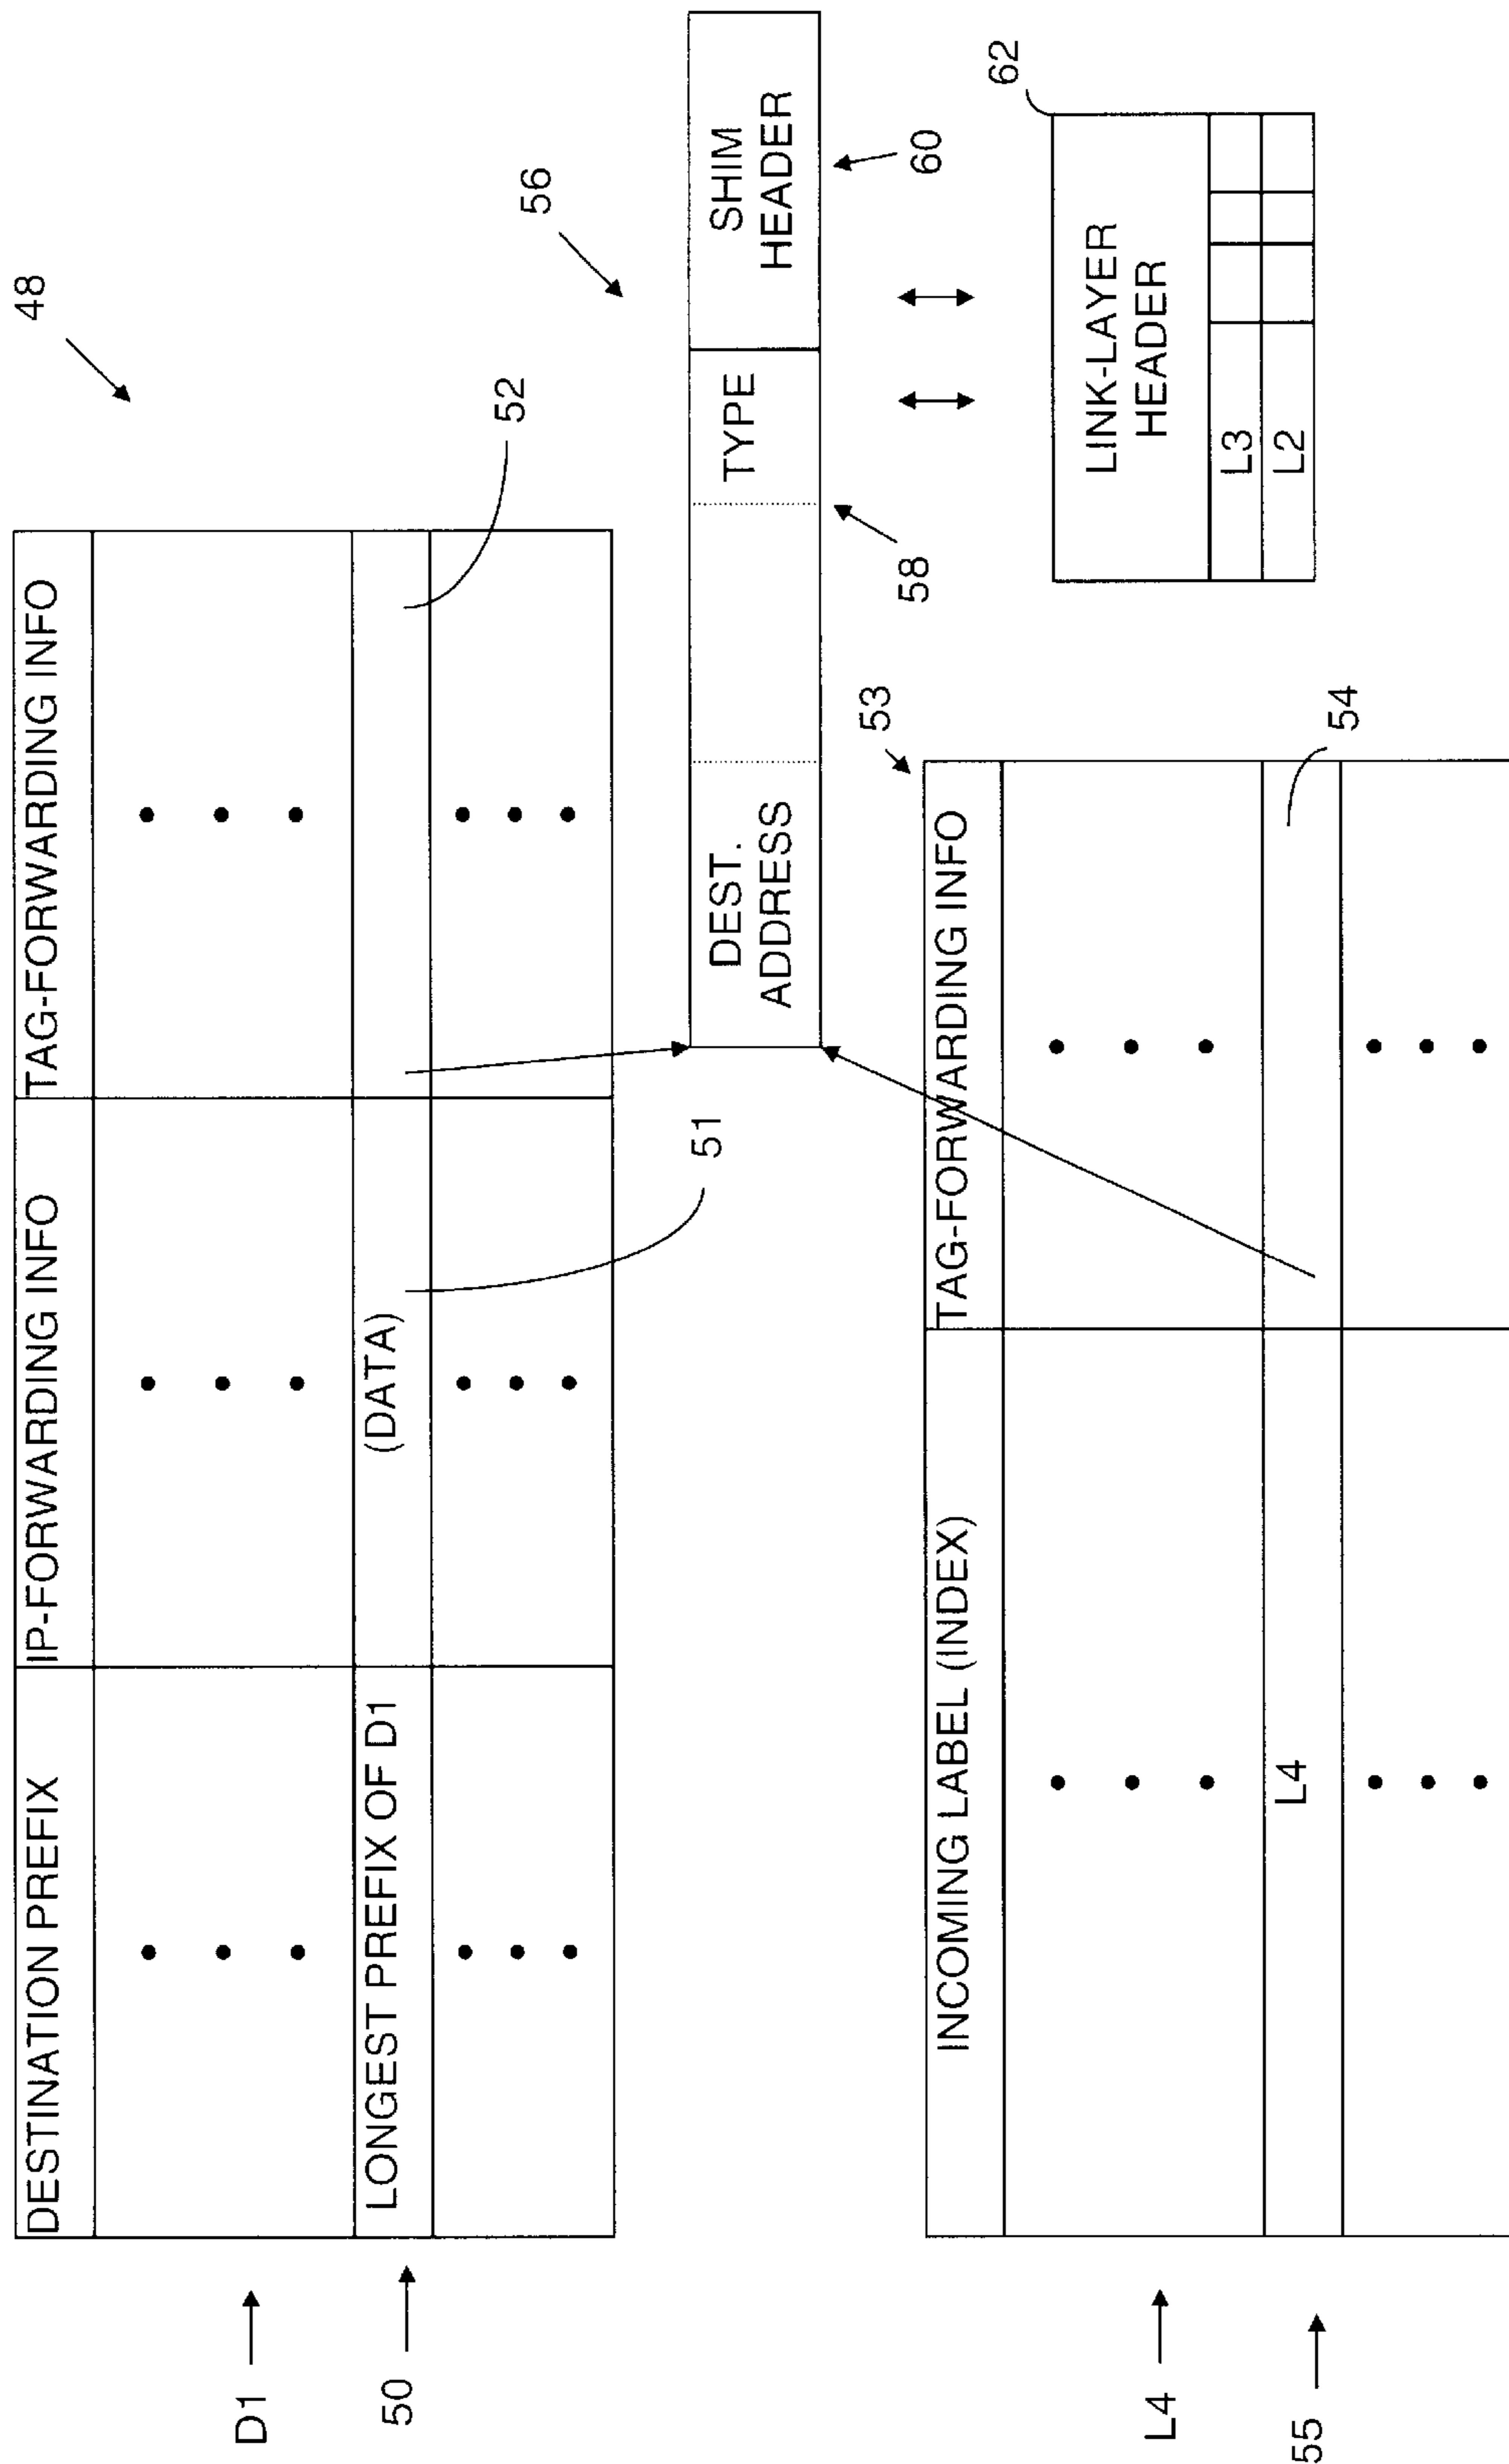 48
DESTINATION PREFIX
IP-FORWARDING INFO
TAG-FORWARDING INFO
D1
50
LONGEST PREFIX OF D1
(DATA)
52
51
56
DEST.
ADDRESS
TYPE
SHIM
HEADER
58
60
53
INCOMING LABEL (INDEX)
TAG-FORWARDING INFO
L4
55
L4
54
62
LINK-LAYER
HEADER
L3
L2